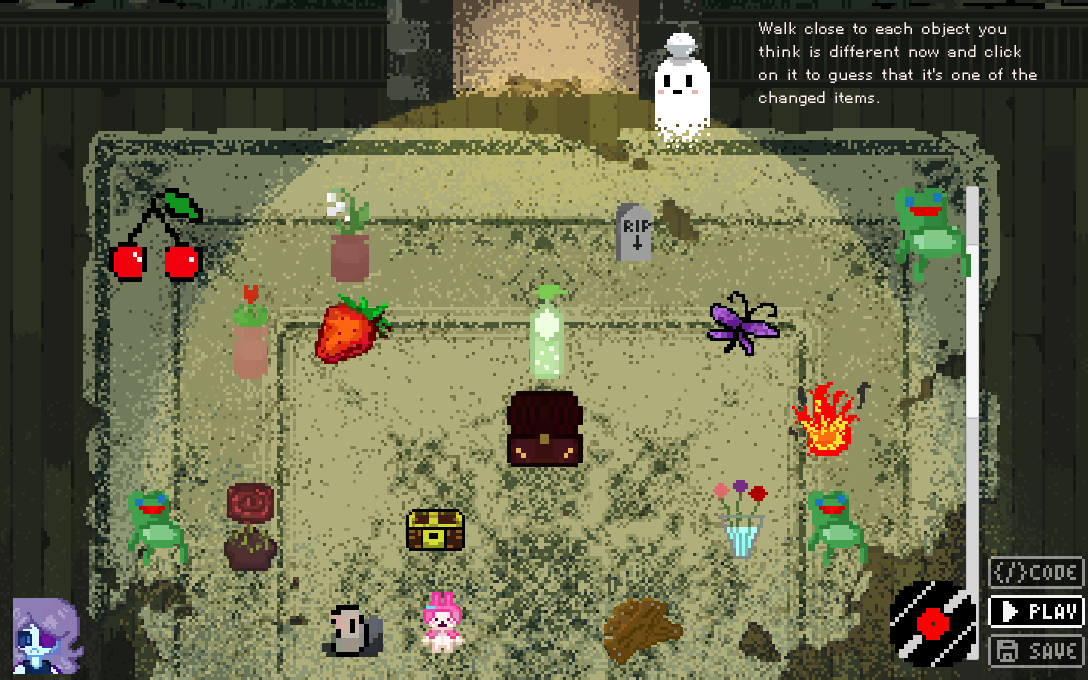 Walk close to each object you
think is different now and click
on it to guess that it's one of the
changed items.
RIP
</>CODE
PLAY
SAVE